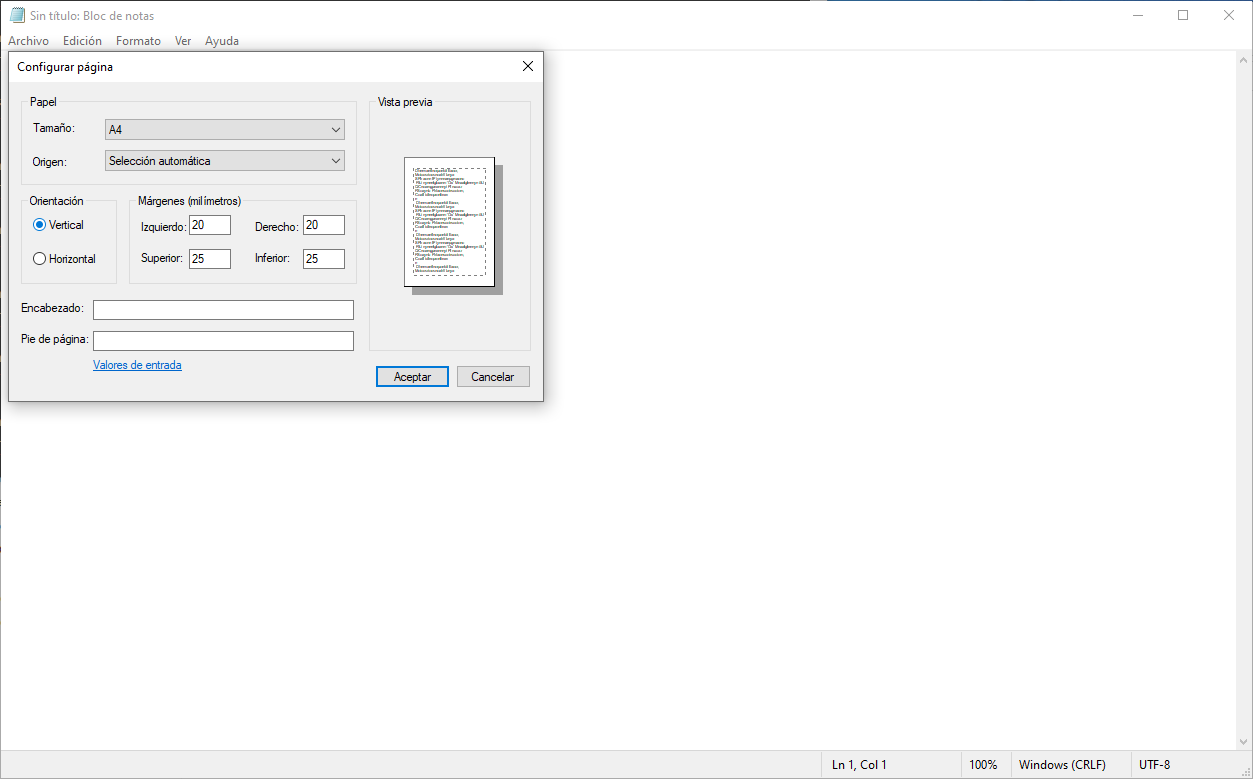 Sin título: Bloc de notas
Archivo Edición Formato Ver Ayuda
Configurar página
Papel
Tamaño: A4
Origen: Selección automática
Orientación
Vertical
Horizontal
Márgenes (milímetros)
Izquierdo: 20 Derecho: 20
Superior: 25 Inferior: 25
Encabezado:
Pie de página:
Valores de entrada
Vista previa
Aceptar Cancelar
Ln 1, Col 1 100% Windows (CRLF) UTF-8